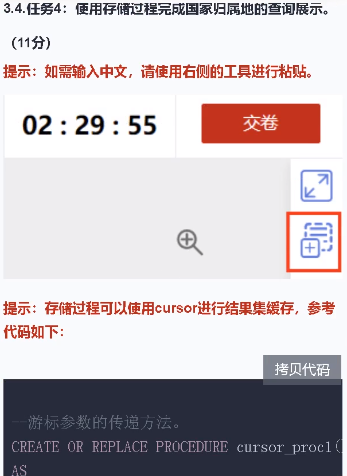 3.4.任务4：使用存储过程完成国家归属地的查询展示。
（11分）
提示：如需输入中文，请使用右侧的工具进行粘贴。
02 : 29 : 55
交卷
提示：存储过程可以使用cursor进行结果集缓存，参考
代码如下：
拷贝代码
--游标参数的传递方法。
CREATE OR REPLACE PROCEDURE cursor_proc1(
AS